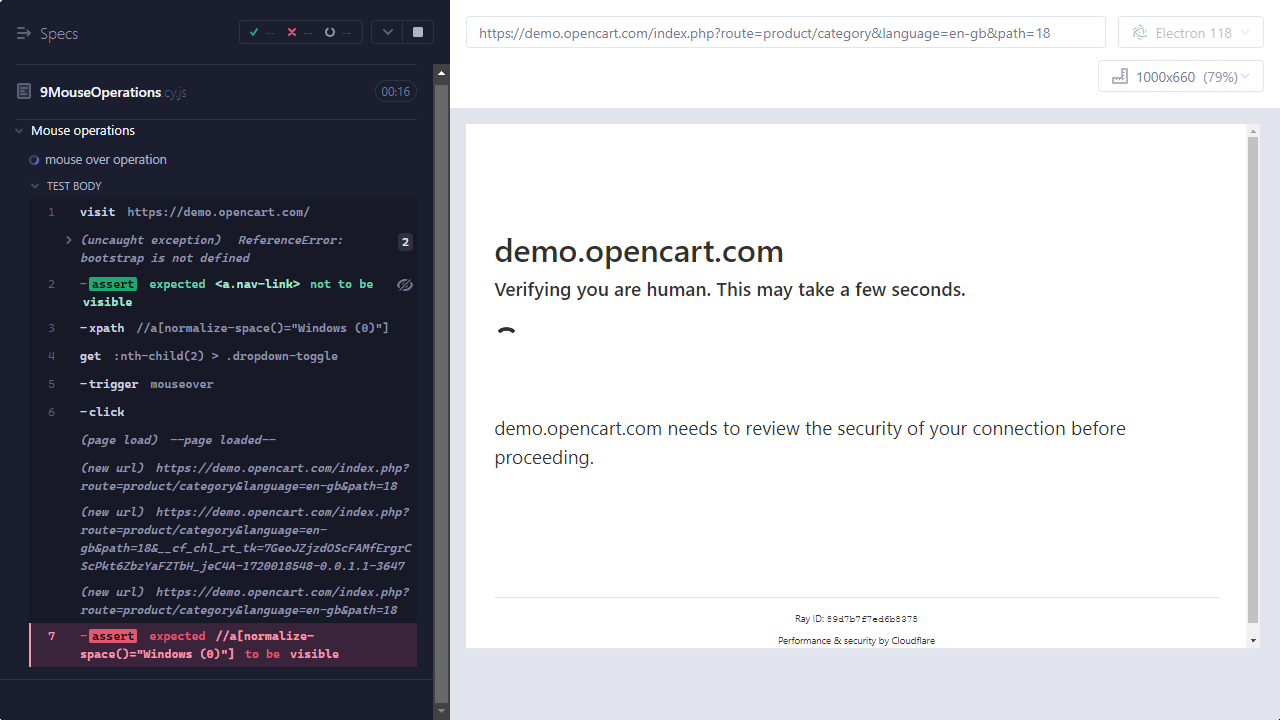 Specs
--
--
--
9MouseOperations.cy.js
00:16
Mouse operations
mouse over operation
TEST BODY
1 visit https://demo.opencart.com/
(uncaught exception) ReferenceError: 2
bootstrap is not defined
2 -assert expected <a.nav-link> not to be
visible
3 -xpath //a[normalize-space()="Windows (0)"]
4 get :nth-child(2) > .dropdown-toggle
5 -trigger mouseover
6 -click
(page load) --page loaded--
(new url) https://demo.opencart.com/index.php?
route=product/category&language=en-gb&path=18
(new url) https://demo.opencart.com/index.php?
route=product/category&language=en-
gb&path=18&__cf_chl_rt_tk=7GeoJZjzdOScFAMfErgrC
ScPkt6ZbzYaFZTbH_jeC4A-1720018548-0.0.1.1-3647
(new url) https://demo.opencart.com/index.php?
route=product/category&language=en-gb&path=18
7 -assert expected //a[normalize-
space()="Windows (0)"] to be visible
https://demo.opencart.com/index.php?route=product/category&language=en-gb&path=18
Electron 118
1000x660 (79%)
demo.opencart.com
Verifying you are human. This may take a few seconds.
demo.opencart.com needs to review the security of your connection before
proceeding.
Ray ID: 89d7b7f7ed6b8375
Performance & security by Cloudflare